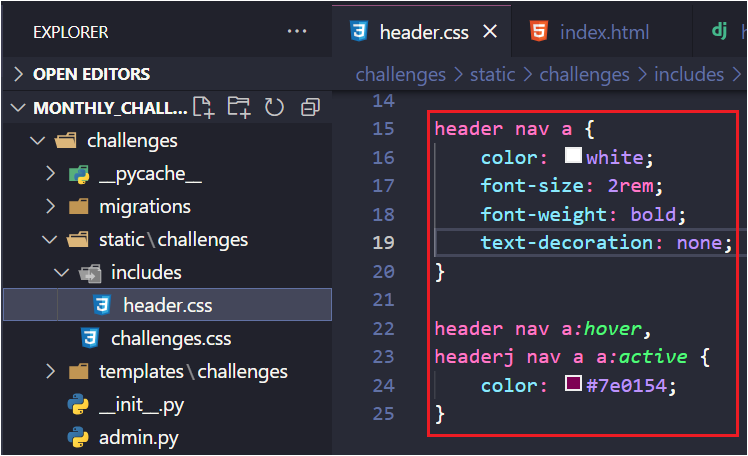 EXPLORER ···
OPEN EDITORS
MONTHLY_CHALL...
challenges
__pycache__
migrations
static\challenges
includes
header.css
challenges.css
templates\challenges
__init__.py
admin.py
header.css index.html dj
challenges > static > challenges > includes >
14
15 header nav a {
16 color: white;
17 font-size: 2rem;
18 font-weight: bold;
19 text-decoration: none;
20 }
21
22 header nav a:hover,
23 headerj nav a a:active {
24 color: #7e0154;
25 }